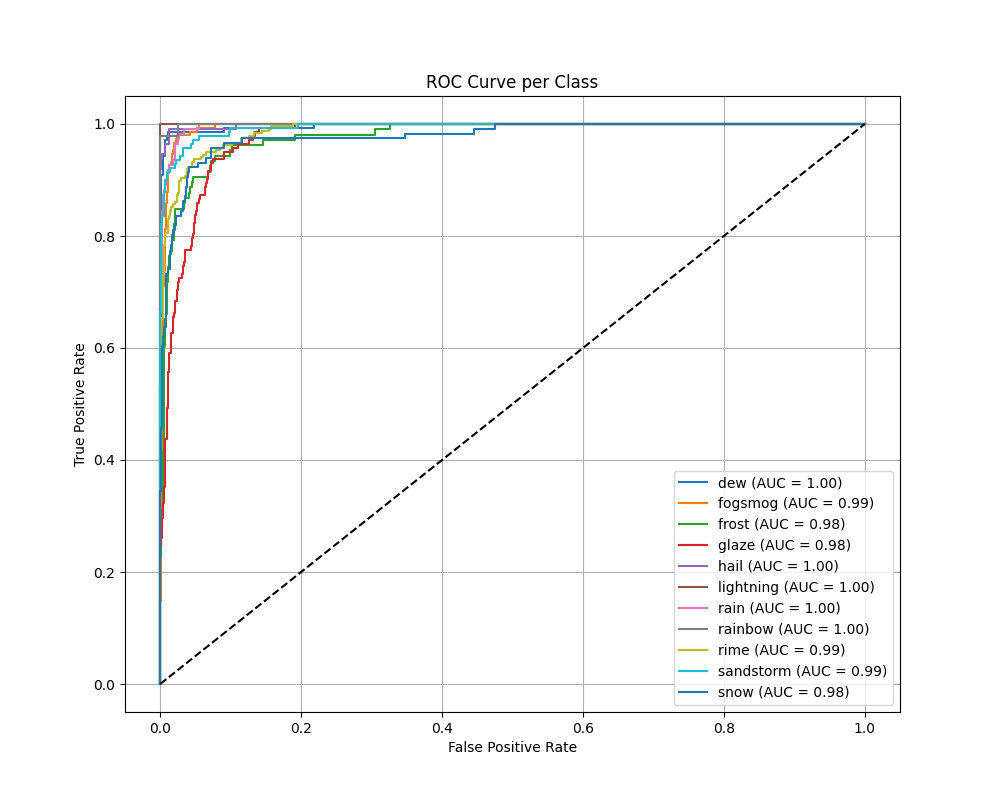 ROC Curve per Class
True Positive Rate
1.0
0.8
0.6
0.4
0.2
0.0
dew (AUC = 1.00)
fogsmog (AUC = 0.99)
frost (AUC = 0.98)
glaze (AUC = 0.98)
hail (AUC = 1.00)
lightning (AUC = 1.00)
rain (AUC = 1.00)
rainbow (AUC = 1.00)
rime (AUC = 0.99)
sandstorm (AUC = 0.99)
snow (AUC = 0.98)
0.0 0.2 0.4 0.6 0.8 1.0
False Positive Rate